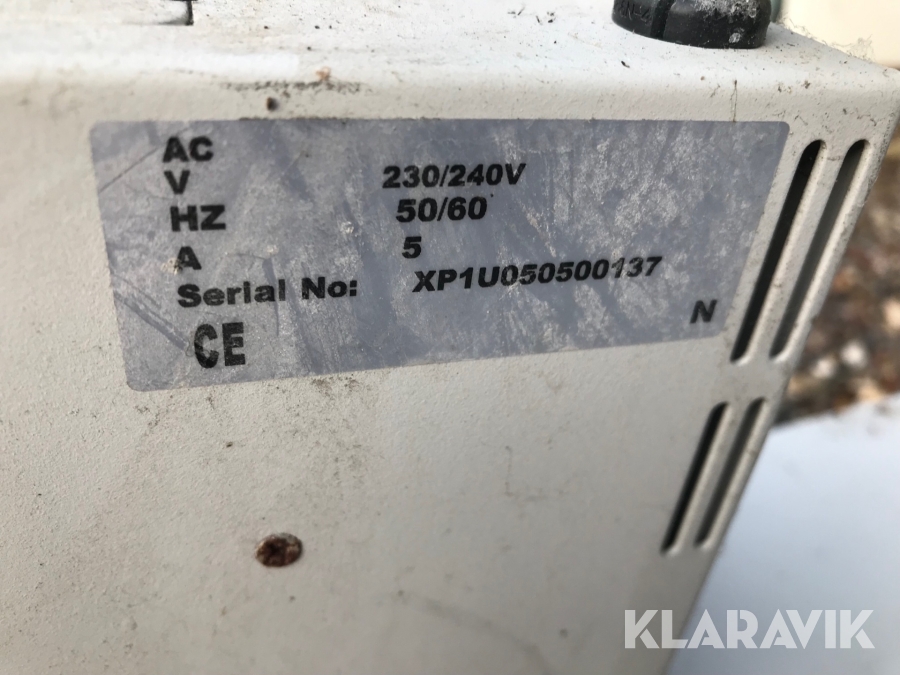 AC
V 230/240V
HZ 50/60
A 5
Serial No: XP1U050500137
CE N
KLARAVIK